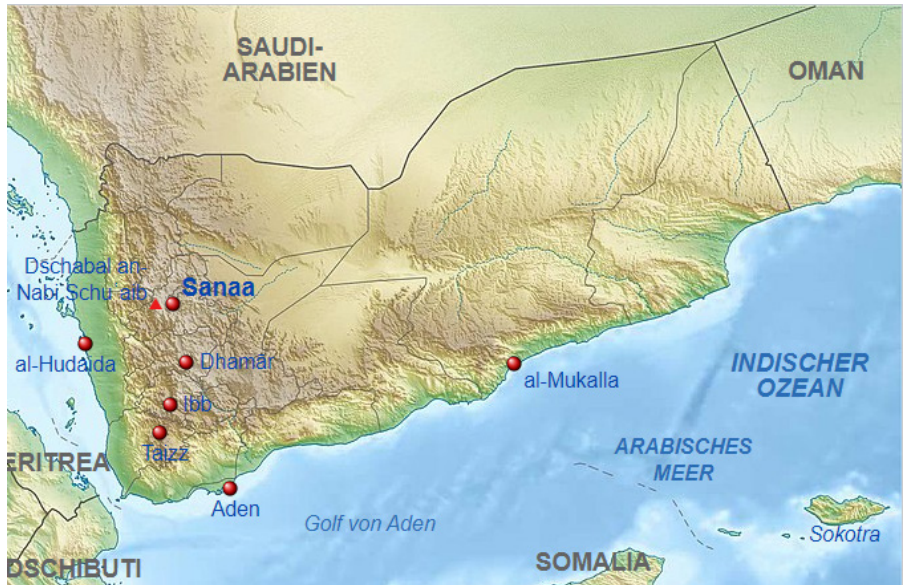 SAUDI-
ARABIEN
OMAN
Dschabal an-
Nabi Schu'aib
Sanaa
al-Hudaida
Dhamār
al-Mukalla
INDISCHER
OZEAN
Ibb
Taizz
ERITREA
ARABISCHES
MEER
Aden
Golf von Aden
Sokotra
SOMALIA
DSCHIBUTI